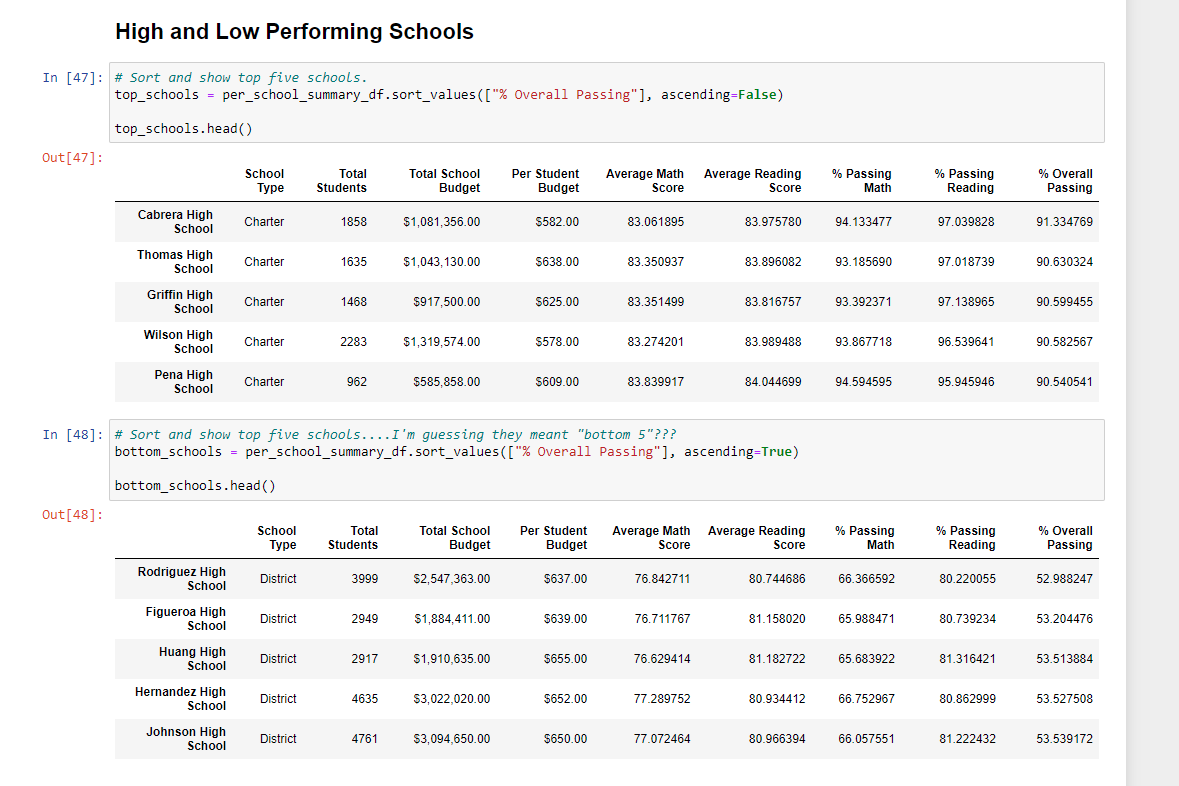 High and Low Performing Schools
In [47]: # Sort and show top five schools.
top_schools = per_school_summary_df.sort_values(["% Overall Passing"], ascending=False)
top_schools.head()
Out[47]:
School Total Total School Per Student Average Math Average Reading % Passing % Passing % Overall
Type Students Budget Budget Score Score Math Reading Passing
Cabrera High
School Charter 1858 $1,081,356.00 $582.00 83.061895 83.975780 94.133477 97.039828 91.334769
Thomas High
School Charter 1635 $1,043,130.00 $638.00 83.350937 83.896082 93.185690 97.018739 90.630324
Griffin High
School Charter 1468 $917,500.00 $625.00 83.351499 83.816757 93.392371 97.138965 90.599455
Wilson High
School Charter 2283 $1,319,574.00 $578.00 83.274201 83.989488 93.867718 96.539641 90.582567
Pena High
School Charter 962 $585,858.00 $609.00 83.839917 84.044699 94.594595 95.945946 90.540541
In [48]: # Sort and show top five schools....I'm guessing they meant "bottom 5"???
bottom_schools = per_school_summary_df.sort_values(["% Overall Passing"], ascending=True)
bottom_schools.head()
Out[48]:
School Total Total School Per Student Average Math Average Reading % Passing % Passing % Overall
Type Students Budget Budget Score Score Math Reading Passing
Rodriguez High
School District 3999 $2,547,363.00 $637.00 76.842711 80.744686 66.366592 80.220055 52.988247
Figueroa High
School District 2949 $1,884,411.00 $639.00 76.711767 81.158020 65.988471 80.739234 53.204476
Huang High
School District 2917 $1,910,635.00 $655.00 76.629414 81.182722 65.683922 81.316421 53.513884
Hernandez High
School District 4635 $3,022,020.00 $652.00 77.289752 80.934412 66.752967 80.862999 53.527508
Johnson High
School District 4761 $3,094,650.00 $650.00 77.072464 80.966394 66.057551 81.222432 53.539172